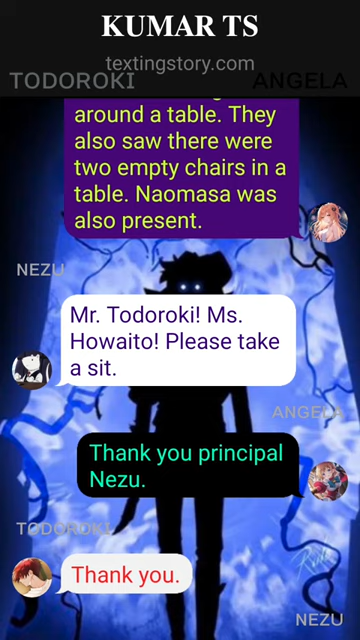 KUMAR TS
textingstory.com
TODOROKI
ANGELA
around a table. They
also saw there were
two empty chairs in a
table. Naomasa was
also present.
NEZU
Mr. Todoroki! Ms.
Howaito! Please take
a sit.
ANGELA
Thank you principal
Nezu.
TODOROKI
Thank you.
NEZU